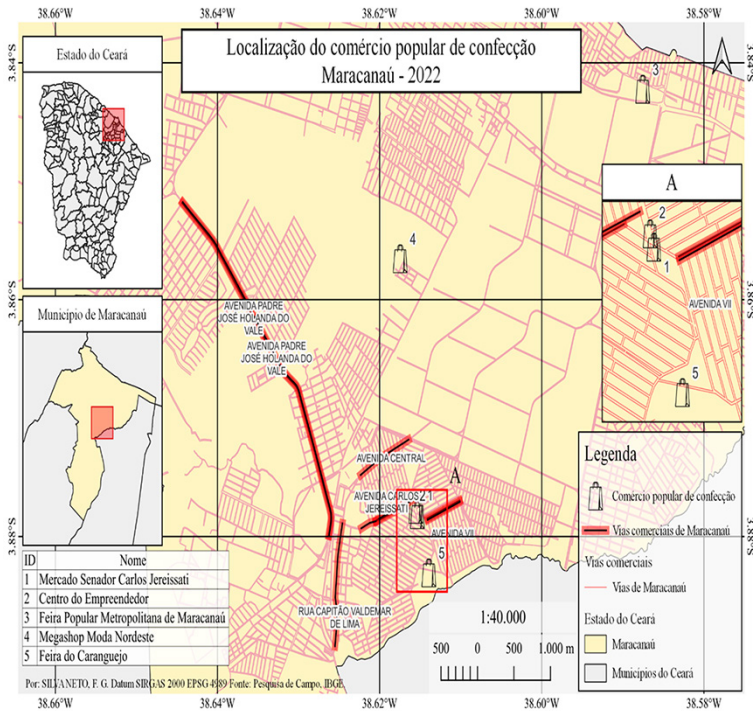 38.66°W 38.64°W 38.62°W 38.60°W 38.58°W
3.84°S
3.84°S
Estado do Ceará
Localização do comércio popular de confecção
Maracanaú - 2022
3
A
2
1
AVENIDA VII
5
4
3.86°S
3.86°S
Município de Maracanaú
AVENIDA PADRE
JOSÉ HOLANDA DO
VALE
AVENIDA PADRE
JOSÉ HOLANDA DO
VALE
AVENIDA CENTRAL
A
AVENIDA CARLOS
JEREISSATI
2 1
AVENIDA VII
5
3.88°S
3.88°S
RUA CAPITÃO VALDEMAR
DE LIMA
Legenda
Comércio popular de confecção
Vias comerciais de Maracanaú
Vias comerciais
Vias de Maracanaú
Estado do Ceará
Maracanaú
Municípios do Ceará
ID Nome
1 Mercado Senador Carlos Jereissati
2 Centro do Empreendedor
3 Feira Popular Metropolitana de Maracanaú
4 Megashop Moda Nordeste
5 Feira do Caranguejo
1:40.000
500 0 500 1.000 m
Por: SILVA NETO, F. G. Datum SIRGAS 2000 EPSG 4989 Fonte: Pesquisa de Campo, IBGE
38.66°W 38.64°W 38.62°W 38.60°W 38.58°W